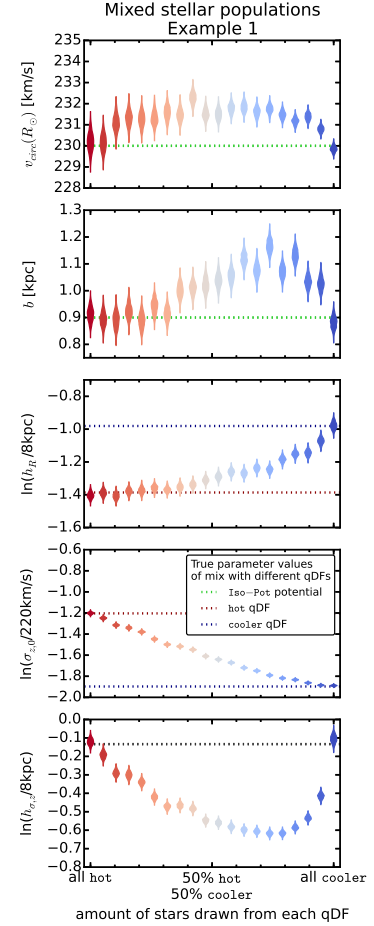 Mixed stellar populations
Example 1
235
234
233
232
231
230
229
228
v_circ(R_☉) [km/s]
1.3
1.2
1.1
1.0
0.9
0.8
b [kpc]
−0.8
−1.0
−1.2
−1.4
−1.6
ln(h_R/8kpc)
−0.6
−0.8
−1.0
−1.2
−1.4
−1.6
−1.8
−2.0
ln(σ_z,0/220km/s)
True parameter values
of mix with different qDFs
Iso−Pot potential
hot qDF
cooler qDF
0.0
−0.1
−0.2
−0.3
−0.4
−0.5
−0.6
−0.7
−0.8
ln(h_σ,z/8kpc)
all hot 50% hot all cooler
50% cooler
amount of stars drawn from each qDF